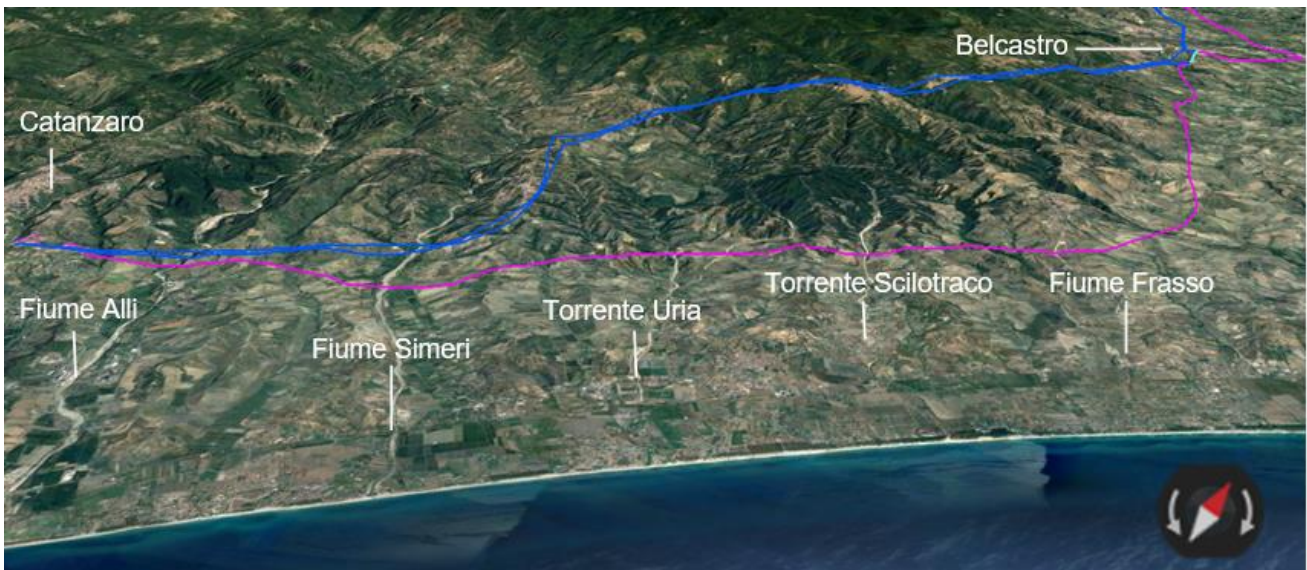 Belcastro
Catanzaro
Fiume Alli
Fiume Simeri
Torrente Uria
Torrente Scilotraco
Fiume Frasso